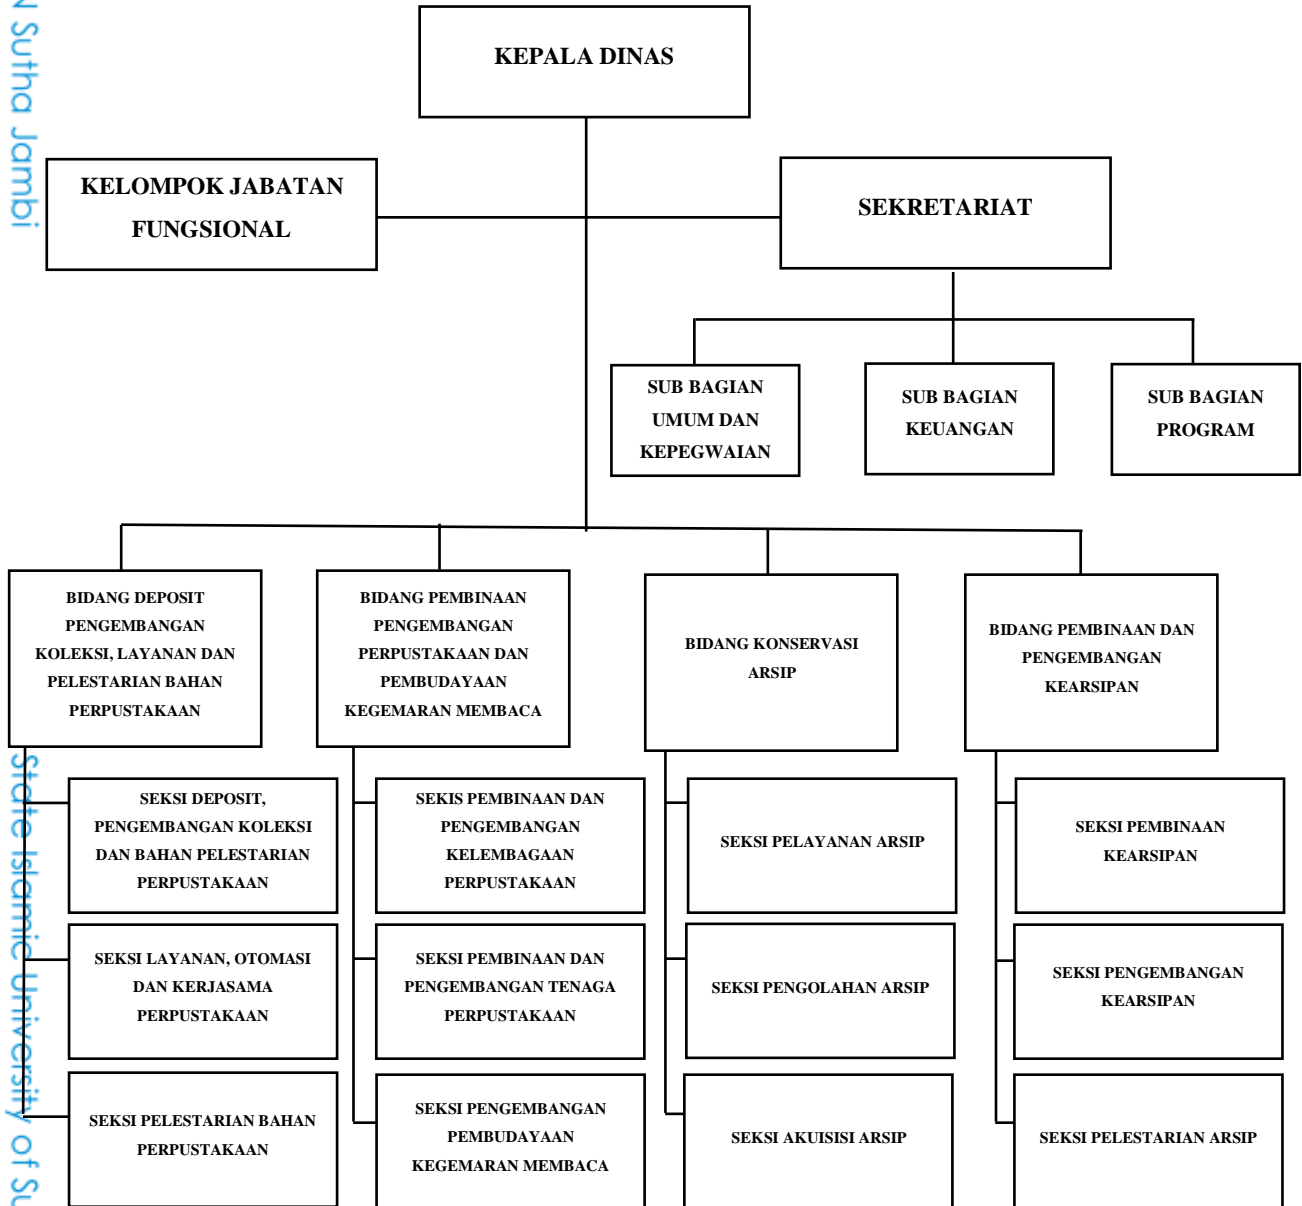 N Sutha Jambi
KEPALA DINAS
KELOMPOK JABATAN
FUNGSIONAL
SEKRETARIAT
SUB BAGIAN
UMUM DAN
KEPEGWAIAN
SUB BAGIAN
KEUANGAN
SUB BAGIAN
PROGRAM
BIDANG DEPOSIT
PENGEMBANGAN
KOLEKSI, LAYANAN DAN
PELESTARIAN BAHAN
PERPUSTAKAAN
BIDANG PEMBINAAN
PENGEMBANGAN
PERPUSTAKAAN DAN
PEMBUDAYAAN
KEGEMARAN MEMBACA
BIDANG KONSERVASI
ARSIP
BIDANG PEMBINAAN DAN
PENGEMBANGAN
KEARSIPAN
SEKSI DEPOSIT,
PENGEMBANGAN KOLEKSI
DAN BAHAN PELESTARIAN
PERPUSTAKAAN
SEKIS PEMBINAAN DAN
PENGEMBANGAN
KELEMBAGAAN
PERPUSTAKAAN
SEKSI PELAYANAN ARSIP
SEKSI PEMBINAAN
KEARSIPAN
SEKSI LAYANAN, OTOMASI
DAN KERJASAMA
PERPUSTAKAAN
SEKSI PEMBINAAN DAN
PENGEMBANGAN TENAGA
PERPUSTAKAAN
SEKSI PENGOLAHAN ARSIP
SEKSI PENGEMBANGAN
KEARSIPAN
SEKSI PELESTARIAN BAHAN
PERPUSTAKAAN
SEKSI PENGEMBANGAN
PEMBUDAYAAN
KEGEMARAN MEMBACA
SEKSI AKUISISI ARSIP
SEKSI PELESTARIAN ARSIP
State Islamic University of Su